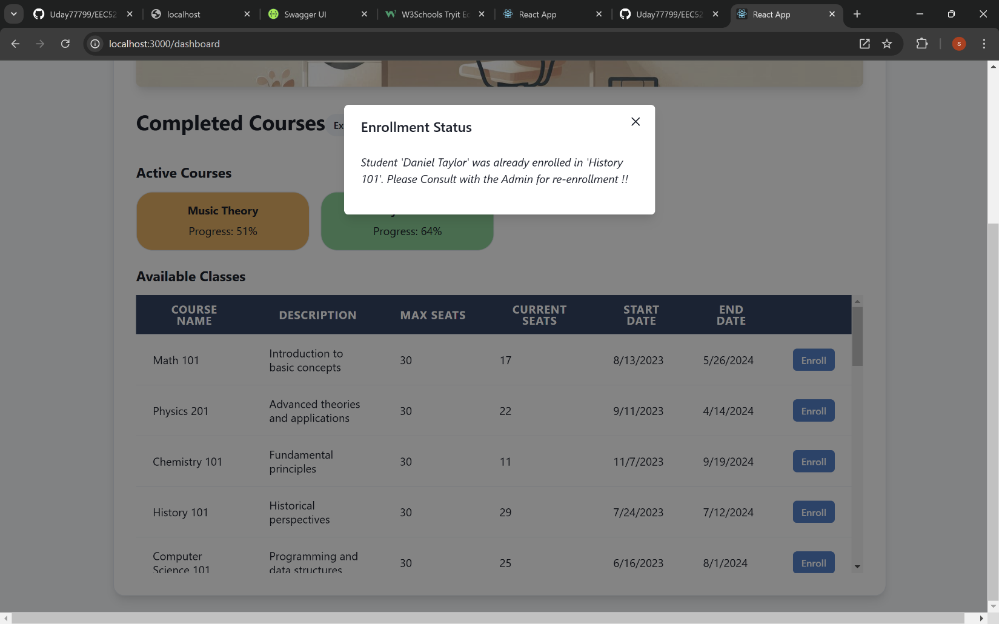 Uday77799/EEC52
localhost
Swagger UI
W3Schools Tryit Ec
React App
Uday77799/EEC52
React App
localhost:3000/dashboard
S
Completed Courses
Ex
Enrollment Status
Student 'Daniel Taylor' was already enrolled in 'History
101'. Please Consult with the Admin for re-enrollment !!
Active Courses
Music Theory
Progress: 51%
Progress: 64%
Available Classes
COURSE
NAME
DESCRIPTION
MAX SEATS
CURRENT
SEATS
START
DATE
END
DATE
Math 101
Introduction to
basic concepts
30
17
8/13/2023
5/26/2024
Enroll
Physics 201
Advanced theories
and applications
30
22
9/11/2023
4/14/2024
Enroll
Chemistry 101
Fundamental
principles
30
11
11/7/2023
9/19/2024
Enroll
History 101
Historical
perspectives
30
29
7/24/2023
7/12/2024
Enroll
Computer
Science 101
Programming and
data structures
30
25
6/16/2023
8/1/2024
Enroll